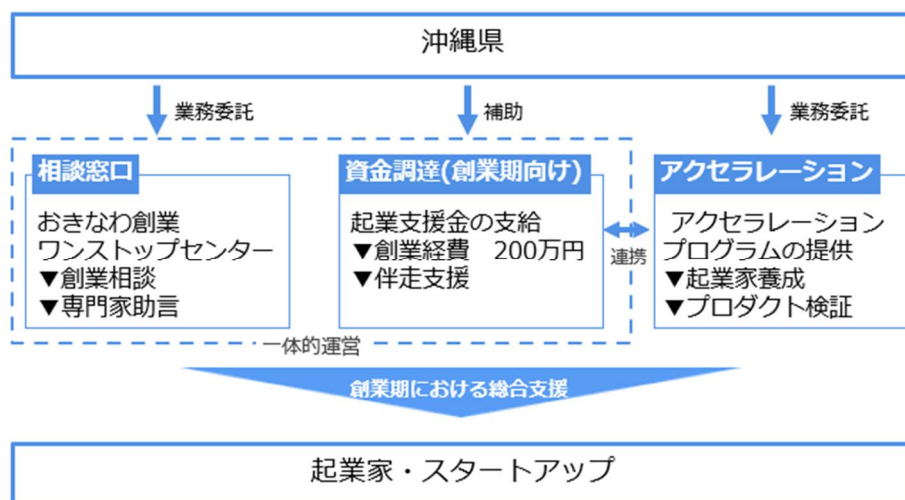 沖縄県
業務委託
補助
業務委託
相談窓口
おきなわ創業
ワンストップセンター
▼創業相談
▼専門家助言
資金調達(創業期向け)
起業支援金の支給
▼創業経費　200万円
▼伴走支援
連携
アクセラレーション
アクセラレーション
プログラムの提供
▼起業家養成
▼プロダクト検証
一体的運営
創業期における総合支援
起業家・スタートアップ